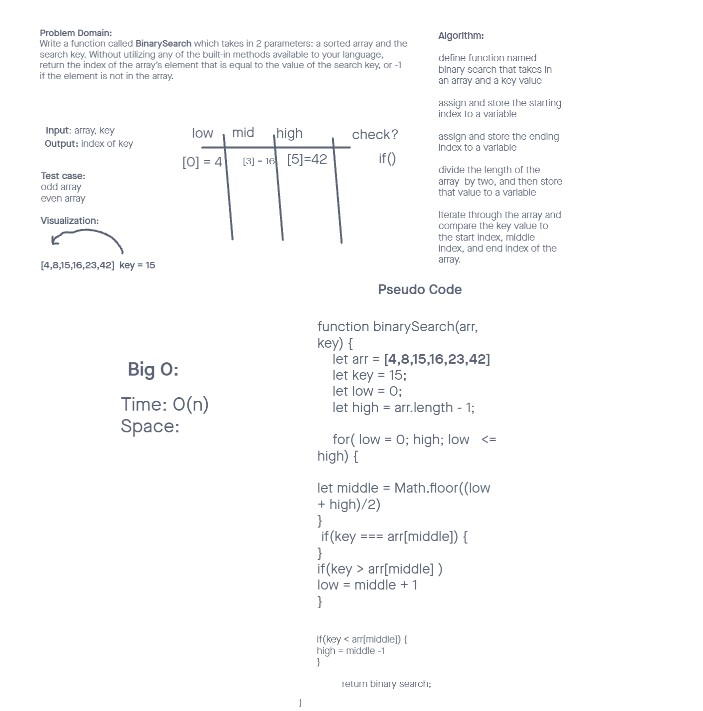 Problem Domain:
Write a function called BinarySearch which takes in 2 parameters: a sorted array and the
search key. Without utilizing any of the built-in methods available to your language,
return the index of the array's element that is equal to the value of the search key, or -1
if the element is not in the array.
Input: array, key
Output: index of key
Test case:
odd array
even array
Visualization:
[4,8,15,16,23,42] key = 15
low mid high check?
[0] = 4 [3] - 16 [5]=42 if()
Algorithm:
define function named
binary search that takes in
an array and a key value
assign and store the starting
index to a variable
assign and store the ending
index to a variable
divide the length of the
array by two, and then store
that value to a variable
Iterate through the array and
compare the key value to
the start index, middle
index, and end index of the
array.
Big O:
Time: O(n)
Space:
Pseudo Code
function binarySearch(arr,
key) {
let arr = [4,8,15,16,23,42]
let key = 15;
let low = 0;
let high = arr.length - 1;
for( low = 0; high; low <=
high) {
let middle = Math.floor((low
+ high)/2)
}
if(key === arr[middle]) {
}
if(key > arr[middle] )
low = middle + 1
}
if(key < arr[middle]) {
high = middle -1
}
return binary search;
}